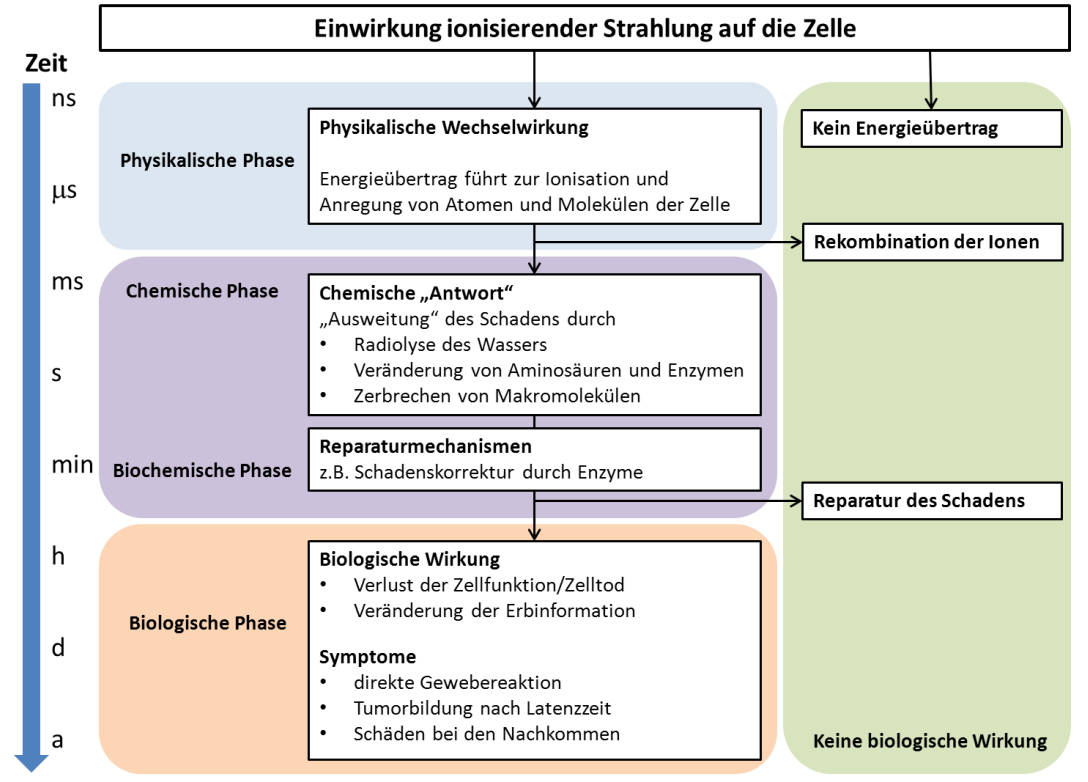 Einwirkung ionisierender Strahlung auf die Zelle
Zeit
ns
µs
ms
s
min
h
d
a
Physikalische Phase
Physikalische Wechselwirkung
Energieübertrag führt zur Ionisation und
Anregung von Atomen und Molekülen der Zelle
Kein Energieübertrag
Rekombination der Ionen
Chemische Phase
Chemische „Antwort“
„Ausweitung“ des Schadens durch
• Radiolyse des Wassers
• Veränderung von Aminosäuren und Enzymen
• Zerbrechen von Makromolekülen
Biochemische Phase
Reparaturmechanismen
z.B. Schadenskorrektur durch Enzyme
Reparatur des Schadens
Biologische Phase
Biologische Wirkung
• Verlust der Zellfunktion/Zelltod
• Veränderung der Erbinformation
Symptome
• direkte Gewebereaktion
• Tumorbildung nach Latenzzeit
• Schäden bei den Nachkommen
Keine biologische Wirkung